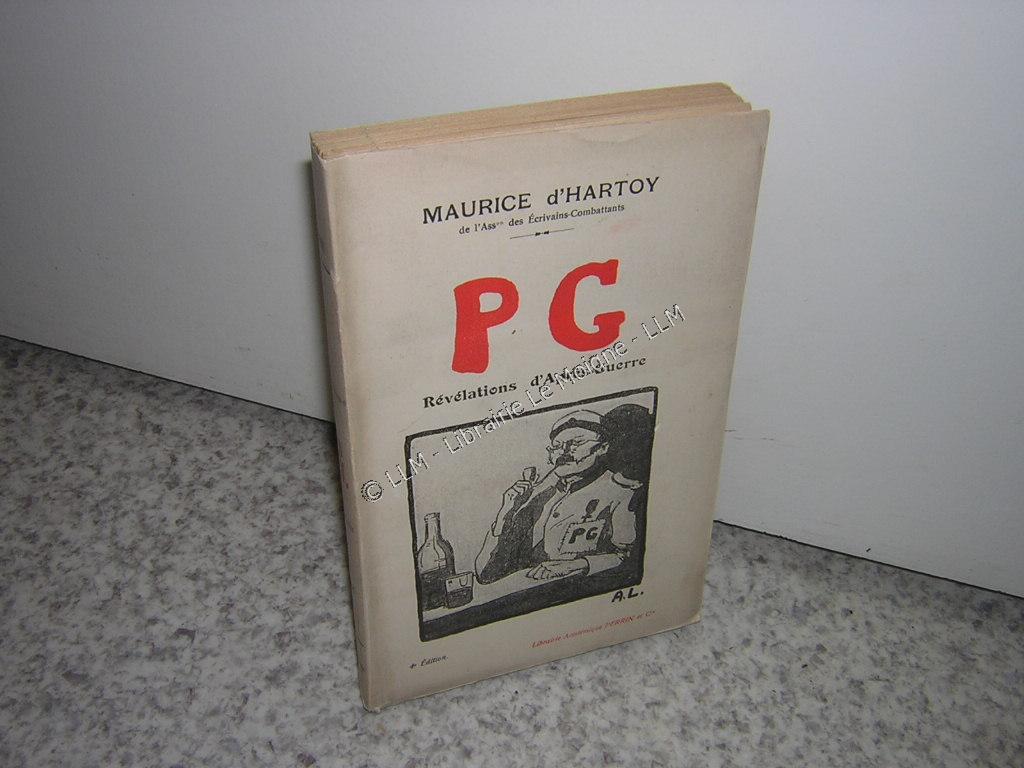 MAURICE d'HARTOY
de l'Asson des Écrivains-Combattants
P G
Révélations d'Après-Guerre
© LLM - Librairie Le Moigne - LLM
PG
A.L.
4e Édition
Librairie Académique PERRIN et Cie